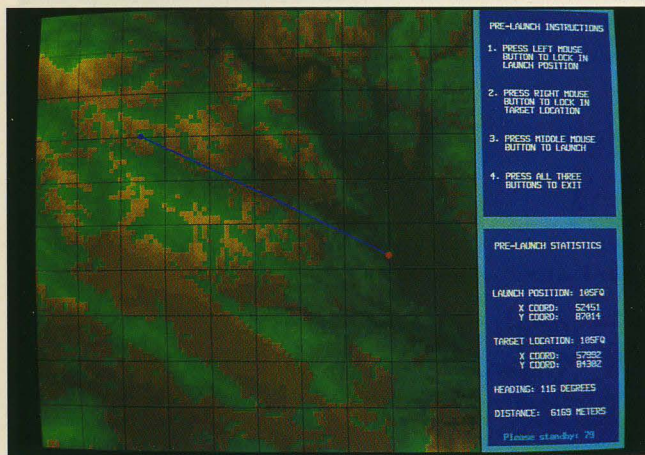 PRE-LAUNCH INSTRUCTIONS
1. PRESS LEFT MOUSE
BUTTON TO LOCK IN
LAUNCH POSITION
2. PRESS RIGHT MOUSE
BUTTON TO LOCK IN
TARGET LOCATION
3. PRESS MIDDLE MOUSE
BUTTON TO LAUNCH
4. PRESS ALL THREE
BUTTONS TO EXIT
PRE-LAUNCH STATISTICS
LAUNCH POSITION: 10SFQ
X COORD: 52451
Y COORD: 87014
TARGET LOCATION: 10SFQ
X COORD: 57992
Y COORD: 84302
HEADING: 116 DEGREES
DISTANCE: 6169 METERS
Please standby: 79